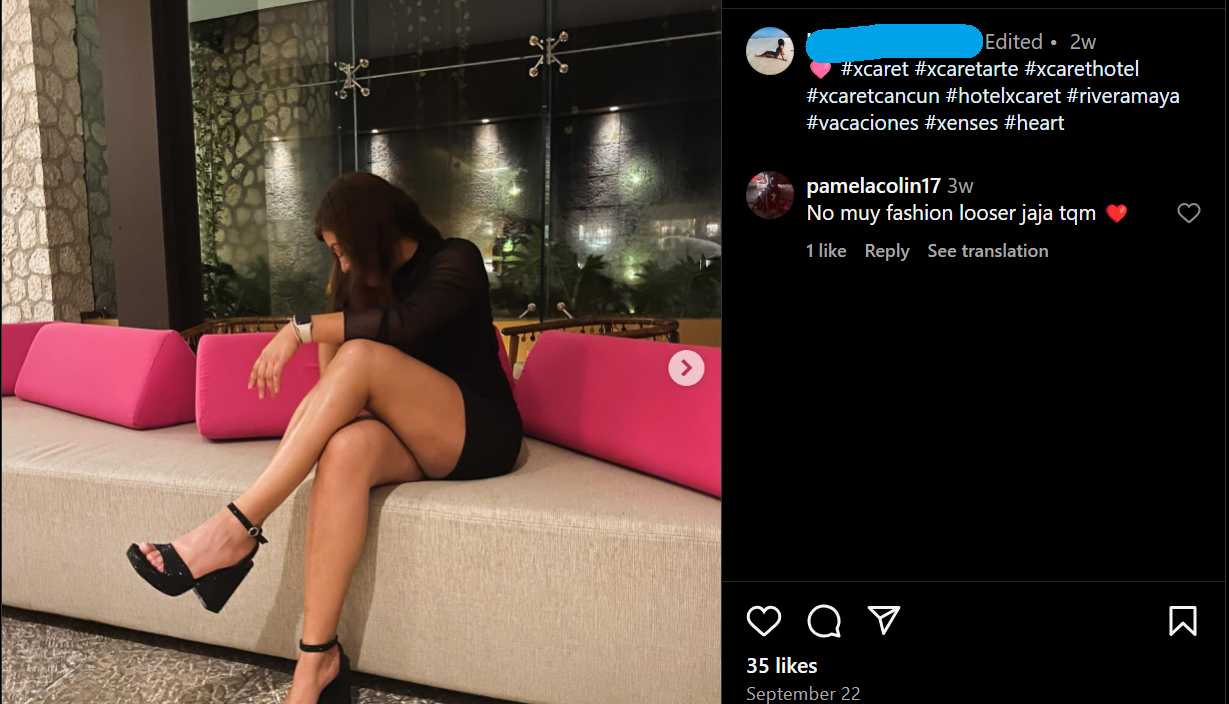 Edited • 2w
#xcaret #xcaretarte #xcarethotel
#xcaretcancun #hotelxcaret #riveramaya
#vacaciones #xenses #heart
pamelacolin17 3w
No muy fashion looser jaja tqm ❤️
1 like Reply See translation
35 likes
September 22